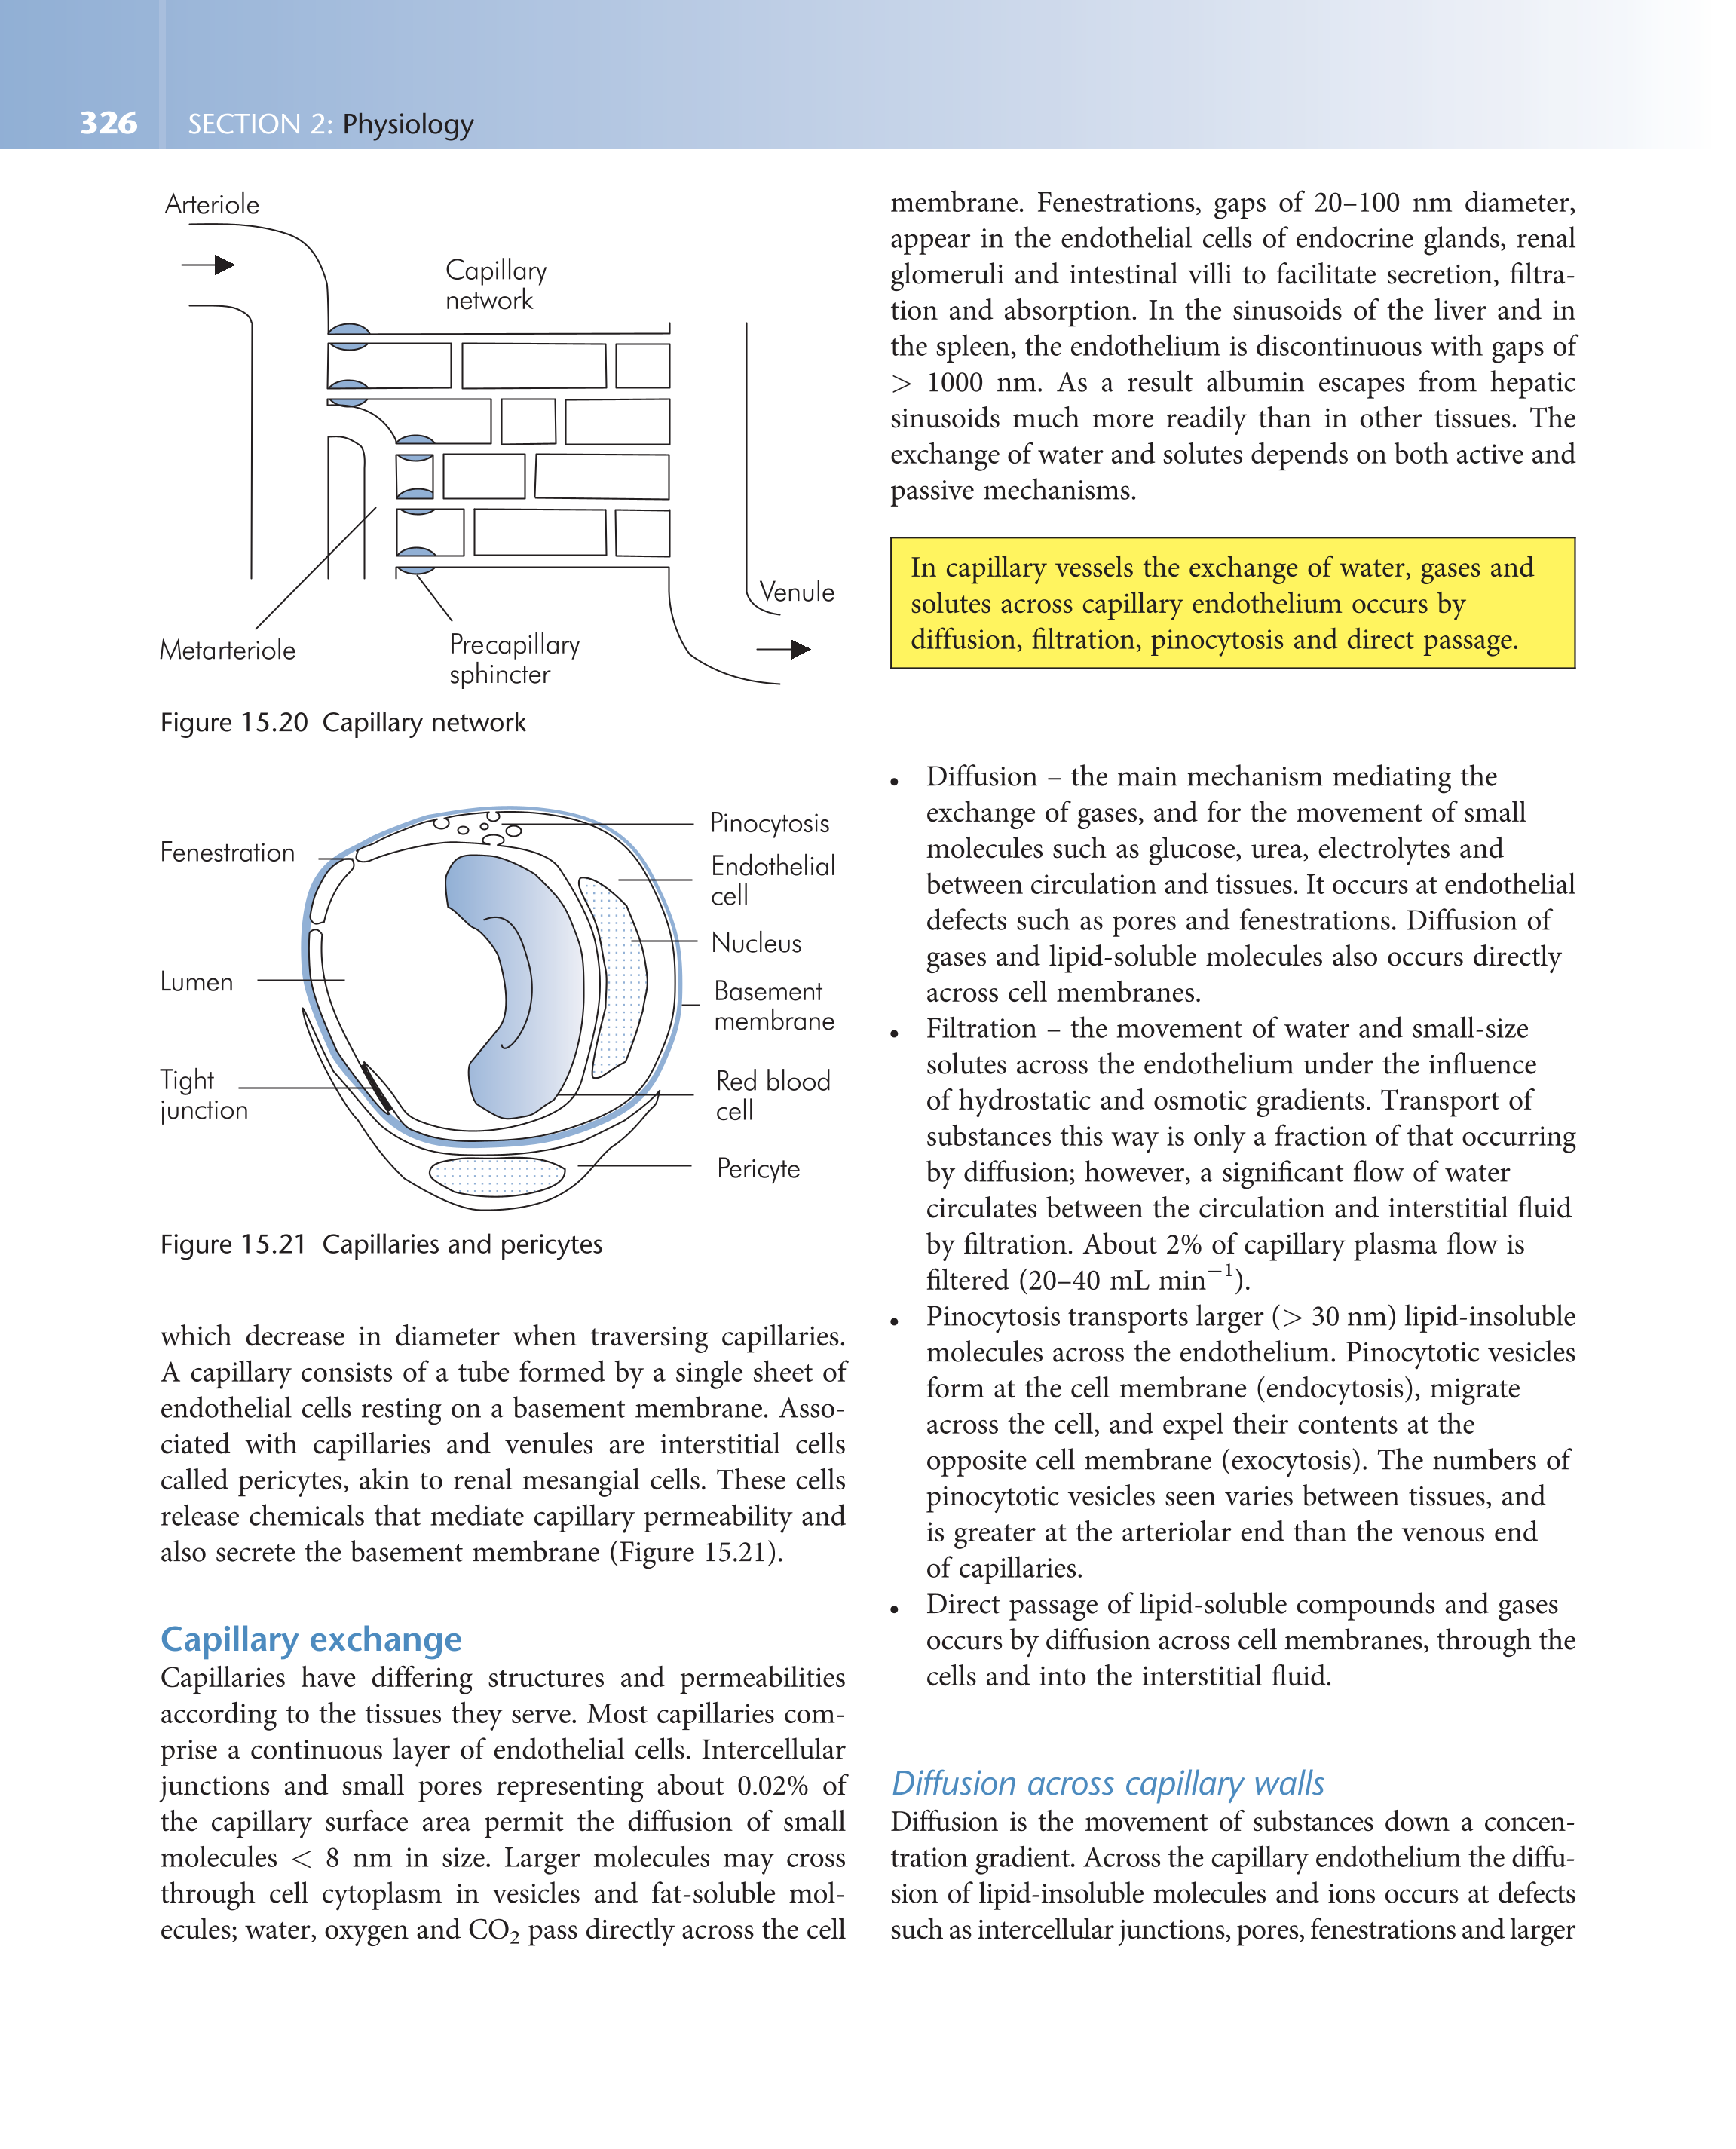 326 SECTION 2: Physiology
Arteriole
Capillary
network
Venule
Metarteriole
Precapillary
sphincter
Figure 15.20 Capillary network
Pinocytosis
Fenestration
Endothelial
cell
Nucleus
Lumen
Basement
membrane
Tight
junction
Red blood
cell
Pericyte
Figure 15.21 Capillaries and pericytes
which decrease in diameter when traversing capillaries.
A capillary consists of a tube formed by a single sheet of
endothelial cells resting on a basement membrane. Asso-
ciated with capillaries and venules are interstitial cells
called pericytes, akin to renal mesangial cells. These cells
release chemicals that mediate capillary permeability and
also secrete the basement membrane (Figure 15.21).
Capillary exchange
Capillaries have differing structures and permeabilities
according to the tissues they serve. Most capillaries com-
prise a continuous layer of endothelial cells. Intercellular
junctions and small pores representing about 0.02% of
the capillary surface area permit the diffusion of small
molecules < 8 nm in size. Larger molecules may cross
through cell cytoplasm in vesicles and fat-soluble mol-
ecules; water, oxygen and CO₂ pass directly across the cell
membrane. Fenestrations, gaps of 20–100 nm diameter,
appear in the endothelial cells of endocrine glands, renal
glomeruli and intestinal villi to facilitate secretion, filtra-
tion and absorption. In the sinusoids of the liver and in
the spleen, the endothelium is discontinuous with gaps of
> 1000 nm. As a result albumin escapes from hepatic
sinusoids much more readily than in other tissues. The
exchange of water and solutes depends on both active and
passive mechanisms.
In capillary vessels the exchange of water, gases and
solutes across capillary endothelium occurs by
diffusion, filtration, pinocytosis and direct passage.
• Diffusion – the main mechanism mediating the
exchange of gases, and for the movement of small
molecules such as glucose, urea, electrolytes and
between circulation and tissues. It occurs at endothelial
defects such as pores and fenestrations. Diffusion of
gases and lipid-soluble molecules also occurs directly
across cell membranes.
• Filtration – the movement of water and small-size
solutes across the endothelium under the influence
of hydrostatic and osmotic gradients. Transport of
substances this way is only a fraction of that occurring
by diffusion; however, a significant flow of water
circulates between the circulation and interstitial fluid
by filtration. About 2% of capillary plasma flow is
filtered (20–40 mL min⁻¹).
• Pinocytosis transports larger (> 30 nm) lipid-insoluble
molecules across the endothelium. Pinocytotic vesicles
form at the cell membrane (endocytosis), migrate
across the cell, and expel their contents at the
opposite cell membrane (exocytosis). The numbers of
pinocytotic vesicles seen varies between tissues, and
is greater at the arteriolar end than the venous end
of capillaries.
• Direct passage of lipid-soluble compounds and gases
occurs by diffusion across cell membranes, through the
cells and into the interstitial fluid.
Diffusion across capillary walls
Diffusion is the movement of substances down a concen-
tration gradient. Across the capillary endothelium the diffu-
sion of lipid-insoluble molecules and ions occurs at defects
such as intercellular junctions, pores, fenestrations and larger